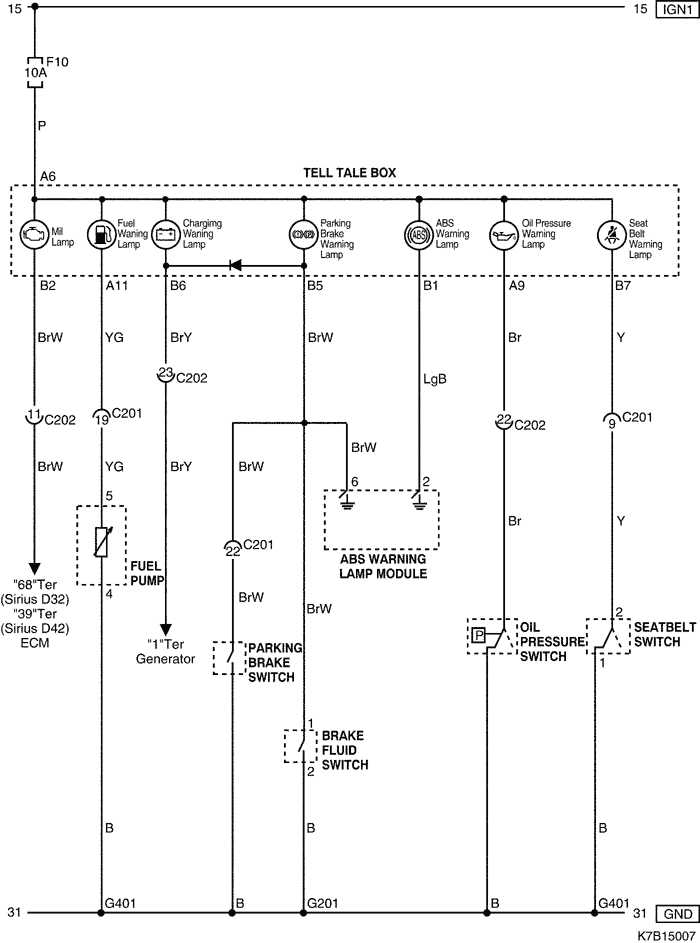 15
15 IGN1
F10
10A
P
A6
TELL TALE BOX
Mil
Lamp
Fuel
Waning
Lamp
Chargimg
Waning
Lamp
Parking
Brake
Warning
Lamp
ABS
ABS
Warning
Lamp
Oil Pressure
Warning
Lamp
Seat
Belt
Warning
Lamp
B2 A11 B6 B5 B1 A9 B7
BrW YG BrY BrW Br Y
23 C202
LgB
11 C202
19 C201
22 C202
9 C201
BrW YG BrY BrW BrW
6 2
5
22 C201
Br Y
FUEL
PUMP
4
ABS WARNING
LAMP MODULE
"68"Ter
(Sirius D32)
"39"Ter
(Sirius D42)
ECM
"1"Ter
Generator
BrW BrW
PARKING
BRAKE
SWITCH
P
OIL
PRESSURE
SWITCH
2
SEATBELT
SWITCH
1
1
BRAKE
FLUID
SWITCH
2
B B B
31 G401 B G201 B G401 31 GND
K7B15007